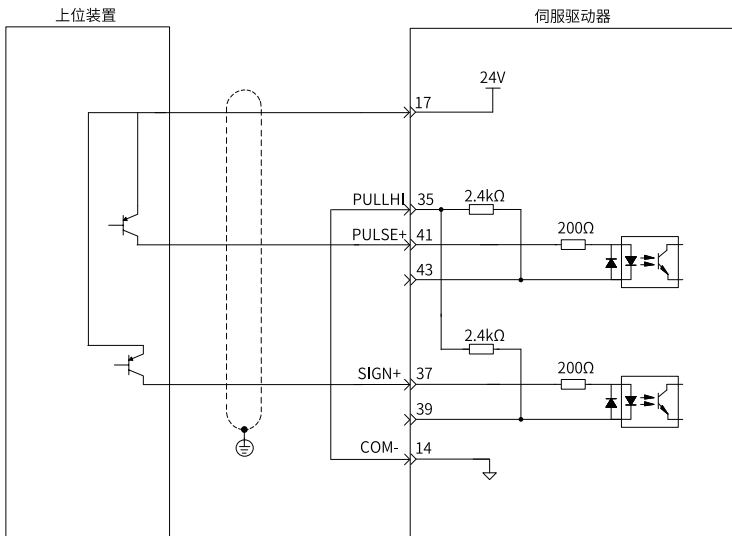 上位装置
伺服驱动器
24V
17
PULLHI
35
2.4kΩ
PULSE+
41
200Ω
43
2.4kΩ
SIGN+
37
200Ω
39
COM-
14